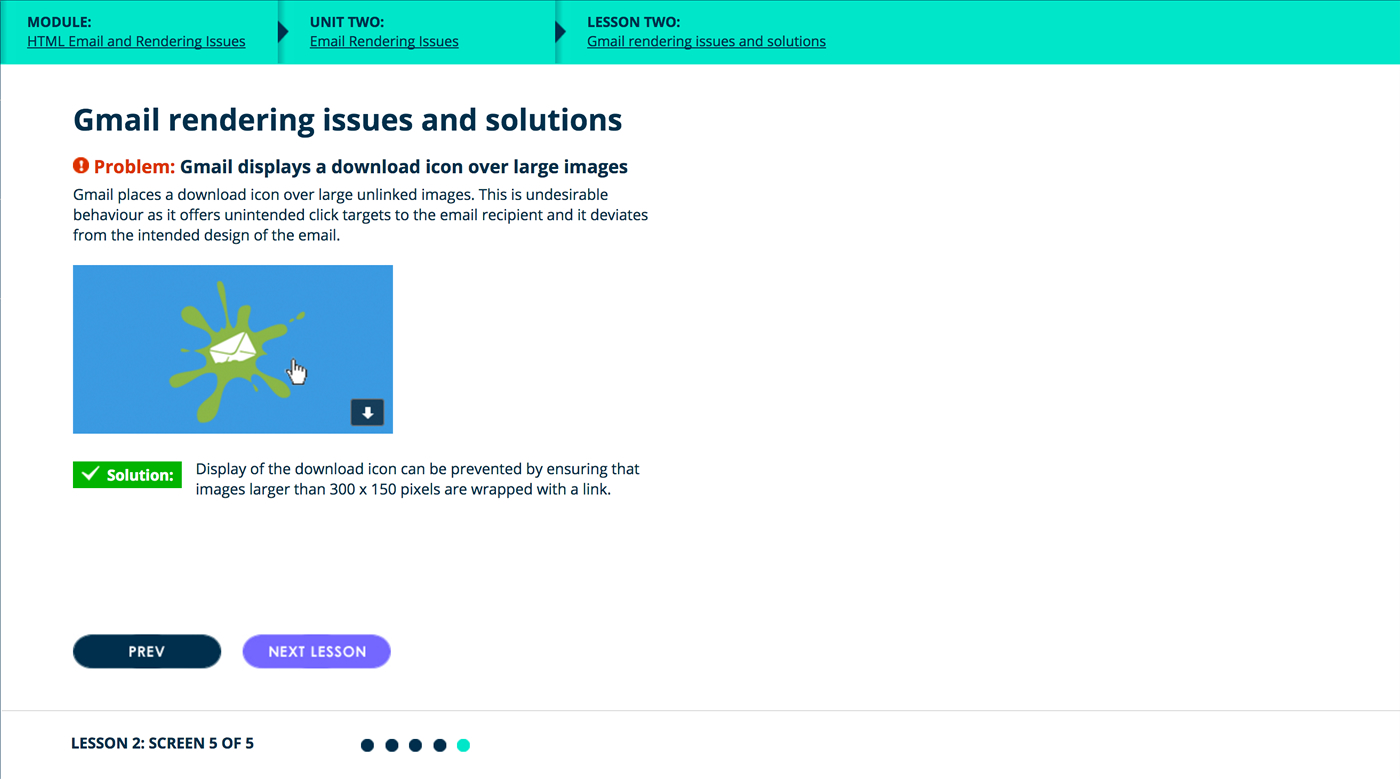 MODULE:
HTML Email and Rendering Issues
UNIT TWO:
Email Rendering Issues
LESSON TWO:
Gmail rendering issues and solutions
Gmail rendering issues and solutions
Problem: Gmail displays a download icon over large images
Gmail places a download icon over large unlinked images. This is undesirable
behaviour as it offers unintended click targets to the email recipient and it deviates
from the intended design of the email.
Solution:
Display of the download icon can be prevented by ensuring that
images larger than 300 x 150 pixels are wrapped with a link.
PREV
NEXT LESSON
LESSON 2: SCREEN 5 OF 5